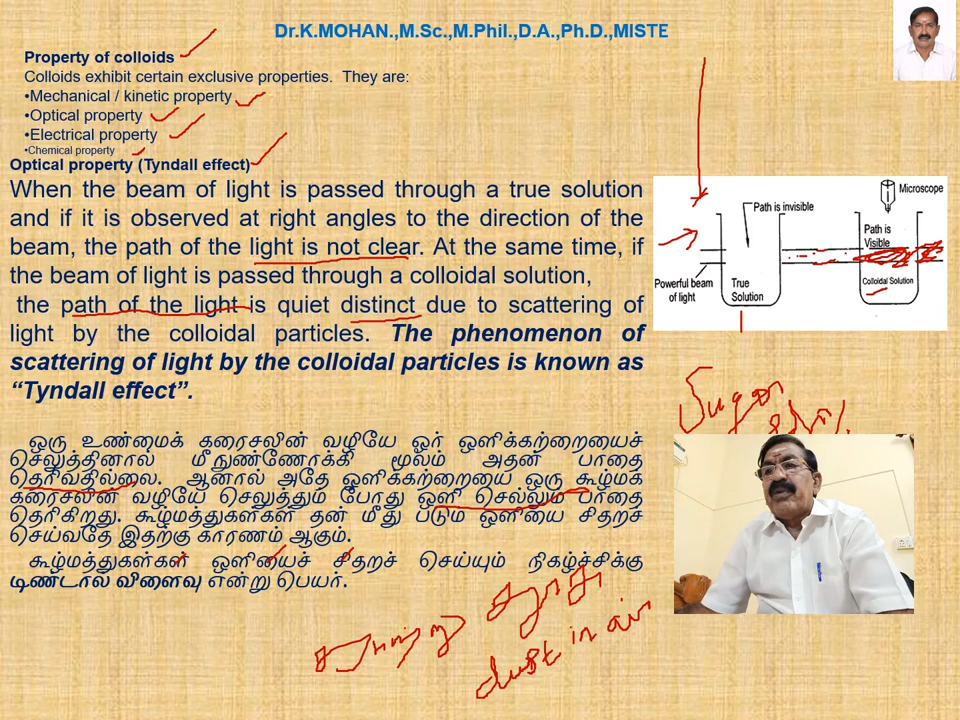 Dr.K.MOHAN.,M.Sc.,M.Phil.,D.A.,Ph.D.,MISTE
Property of colloids
Colloids exhibit certain exclusive properties. They are:
•Mechanical / kinetic property
•Optical property
•Electrical property
•Chemical property
Optical property (Tyndall effect)
When the beam of light is passed through a true solution
and if it is observed at right angles to the direction of the
beam, the path of the light is not clear. At the same time, if
the beam of light is passed through a colloidal solution,
the path of the light is quiet distinct due to scattering of
light by the colloidal particles. The phenomenon of
scattering of light by the colloidal particles is known as
“Tyndall effect”.
Microscope
Path is invisible
Path is
Visible
Powerful beam
of light
True
Solution
Colloidal Solution
ஒரு உண்மைக் கரைசலின் வழியே ஓர் ஒளிக்கற்றையைச்
செலுத்தினால் மீநுண்ணோக்கி மூலம் அதன் பாதை
தெரிவதில்லை. ஆனால் அதே ஒளிக்கற்றையை ஒரு கூழ்மக்
கரைசலின் வழியே செலுத்தும் போது ஒளி செல்லும் பாதை
தெரிகிறது. கூழ்மத்துகள்கள் தன் மீது படும் ஒளியை சிதறச்
செய்வதே இதற்கு காரணம் ஆகும்.
கூழ்மத்துகள்கள் ஒளியைச் சிதறச் செய்யும் நிகழ்ச்சிக்கு
டிண்டால் விளைவு என்று பெயர்.
dust in air